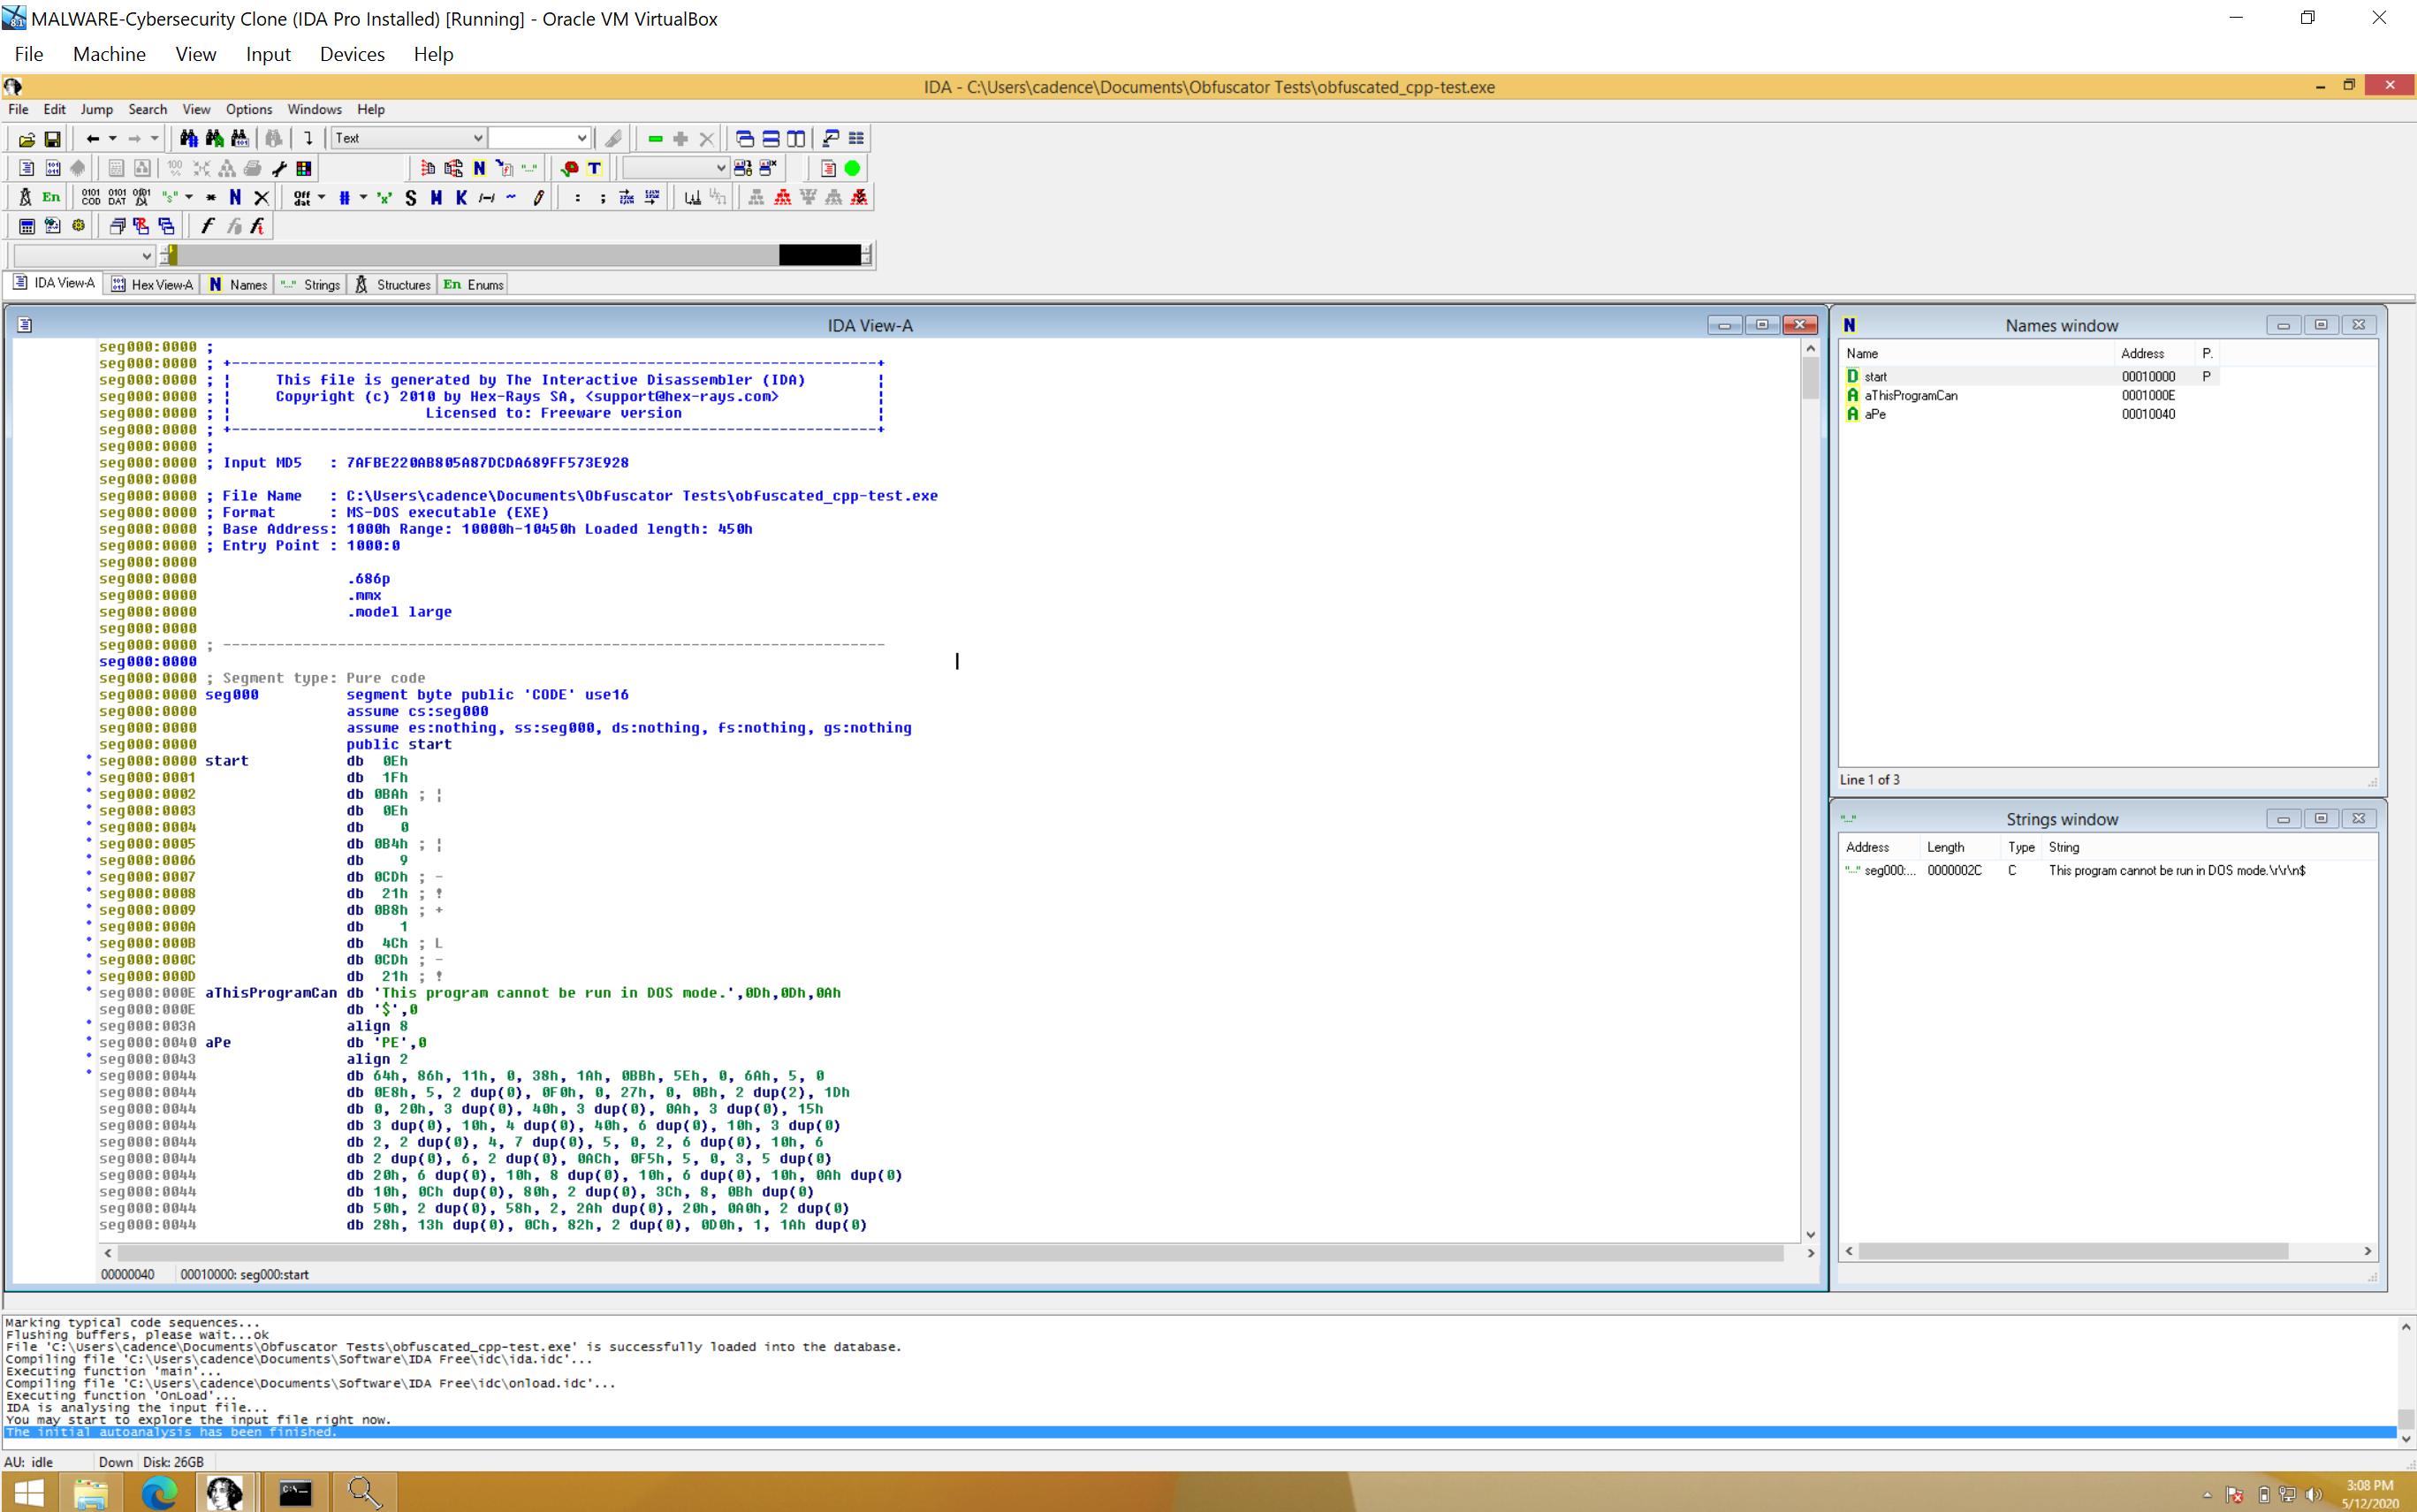 MALWARE-Cybersecurity Clone (IDA Pro Installed) [Running] - Oracle VM VirtualBox
File Machine View Input Devices Help
IDA - C:\Users\cadence\Documents\Obfuscator Tests\obfuscated_cpp-test.exe
File Edit Jump Search View Options Windows Help
Text
IDA View-A Hex View-A Names Strings Structures En Enums
IDA View-A
seg000:0000 ;
seg000:0000 ; +-------------------------------------------------------------------------+
seg000:0000 ; ¦ This file is generated by The Interactive Disassembler (IDA) ¦
seg000:0000 ; ¦ Copyright (c) 2010 by Hex-Rays SA, <support@hex-rays.com> ¦
seg000:0000 ; ¦ Licensed to: Freeware version ¦
seg000:0000 ; +-------------------------------------------------------------------------+
seg000:0000 ;
seg000:0000 ; Input MD5 : 7AFBE220AB805A87DCDA689FF573E928
seg000:0000
seg000:0000 ; File Name : C:\Users\cadence\Documents\Obfuscator Tests\obfuscated_cpp-test.exe
seg000:0000 ; Format : MS-DOS executable (EXE)
seg000:0000 ; Base Address: 1000h Range: 10000h-10450h Loaded length: 450h
seg000:0000 ; Entry Point : 1000:0
seg000:0000
seg000:0000 .686p
seg000:0000 .mmx
seg000:0000 .model large
seg000:0000
seg000:0000 ; ---------------------------------------------------------------------------
seg000:0000
seg000:0000 ; Segment type: Pure code
seg000:0000 seg000 segment byte public 'CODE' use16
seg000:0000 assume cs:seg000
seg000:0000 assume es:nothing, ss:seg000, ds:nothing, fs:nothing, gs:nothing
seg000:0000 public start
seg000:0000 start db 0Eh
seg000:0001 db 1Fh
seg000:0002 db 0BAh ; ¦
seg000:0003 db 0Eh
seg000:0004 db 0
seg000:0005 db 0B4h ; ¦
seg000:0006 db 9
seg000:0007 db 0CDh ; -
seg000:0008 db 21h ; !
seg000:0009 db 0B8h ; +
seg000:000A db 1
seg000:000B db 4Ch ; L
seg000:000C db 0CDh ; -
seg000:000D db 21h ; !
seg000:000E aThisProgramCan db 'This program cannot be run in DOS mode.',0Dh,0Dh,0Ah
seg000:000E db '$',0
seg000:003A align 8
seg000:0040 aPe db 'PE',0
seg000:0043 align 2
seg000:0044 db 64h, 86h, 11h, 0, 38h, 1Ah, 0BBh, 5Eh, 0, 6Ah, 5, 0
seg000:0044 db 0E8h, 5, 2 dup(0), 0F0h, 0, 27h, 0, 0Bh, 2 dup(2), 1Dh
seg000:0044 db 0, 20h, 3 dup(0), 40h, 3 dup(0), 0Ah, 3 dup(0), 15h
seg000:0044 db 3 dup(0), 10h, 4 dup(0), 40h, 6 dup(0), 10h, 3 dup(0)
seg000:0044 db 2, 2 dup(0), 4, 7 dup(0), 5, 0, 2, 6 dup(0), 10h, 6
seg000:0044 db 2 dup(0), 6, 2 dup(0), 0ACh, 0F5h, 5, 0, 3, 5 dup(0)
seg000:0044 db 20h, 6 dup(0), 10h, 8 dup(0), 10h, 6 dup(0), 10h, 0Ah dup(0)
seg000:0044 db 10h, 0Ch dup(0), 80h, 2 dup(0), 3Ch, 8, 0Bh dup(0)
seg000:0044 db 50h, 2 dup(0), 58h, 2, 2Ah dup(0), 20h, 0A0h, 2 dup(0)
seg000:0044 db 28h, 13h dup(0), 0Ch, 82h, 2 dup(0), 0D0h, 1, 1Ah dup(0)
00000040 00010000: seg000:start
Names window
Name Address P.
start 00010000 P
aThisProgramCan 0001000E
aPe 00010040
Line 1 of 3
Strings window
Address Length Type String
seg000:... 0000002C C This program cannot be run in DOS mode.\r\r\n$
Marking typical code sequences...
Flushing buffers, please wait...ok
File 'C:\Users\cadence\Documents\Obfuscator Tests\obfuscated_cpp-test.exe' is successfully loaded into the database.
Compiling file 'C:\Users\cadence\Documents\Software\IDA Free\idc\ida.idc'...
Executing function 'main'...
Compiling file 'C:\Users\cadence\Documents\Software\IDA Free\idc\onload.idc'...
Executing function 'OnLoad'...
IDA is analysing the input file...
You may start to explore the input file right now.
The initial autoanalysis has been finished.
AU: idle Down Disk: 26GB
3:08 PM
5/12/2020